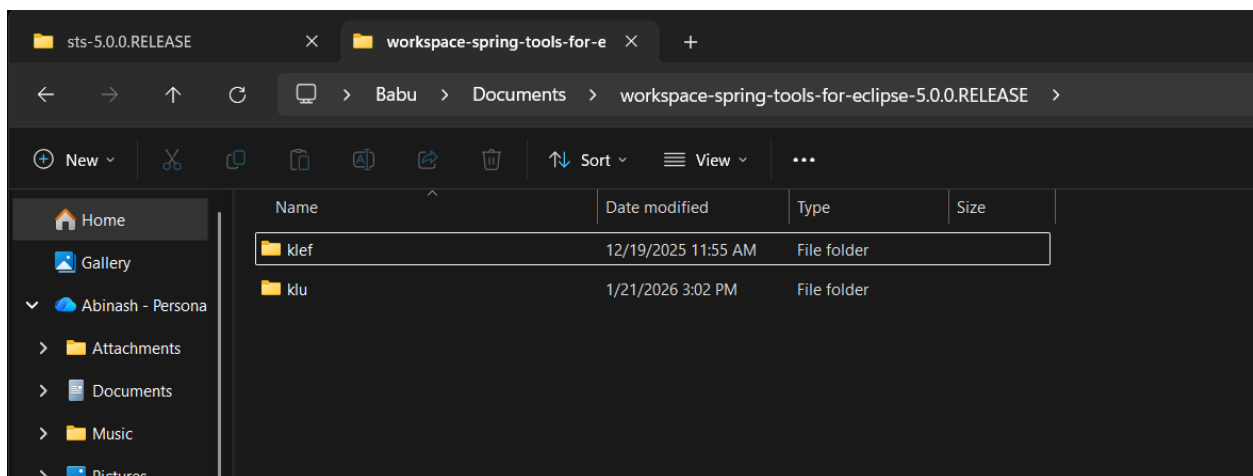 sts-5.0.0.RELEASE
workspace-spring-tools-for-e
Babu > Documents > workspace-spring-tools-for-eclipse-5.0.0.RELEASE >
New
Sort
View
Home
Gallery
Abinash - Persona
Attachments
Documents
Music
Pictures
Name Date modified Type Size
klef 12/19/2025 11:55 AM File folder
klu 1/21/2026 3:02 PM File folder